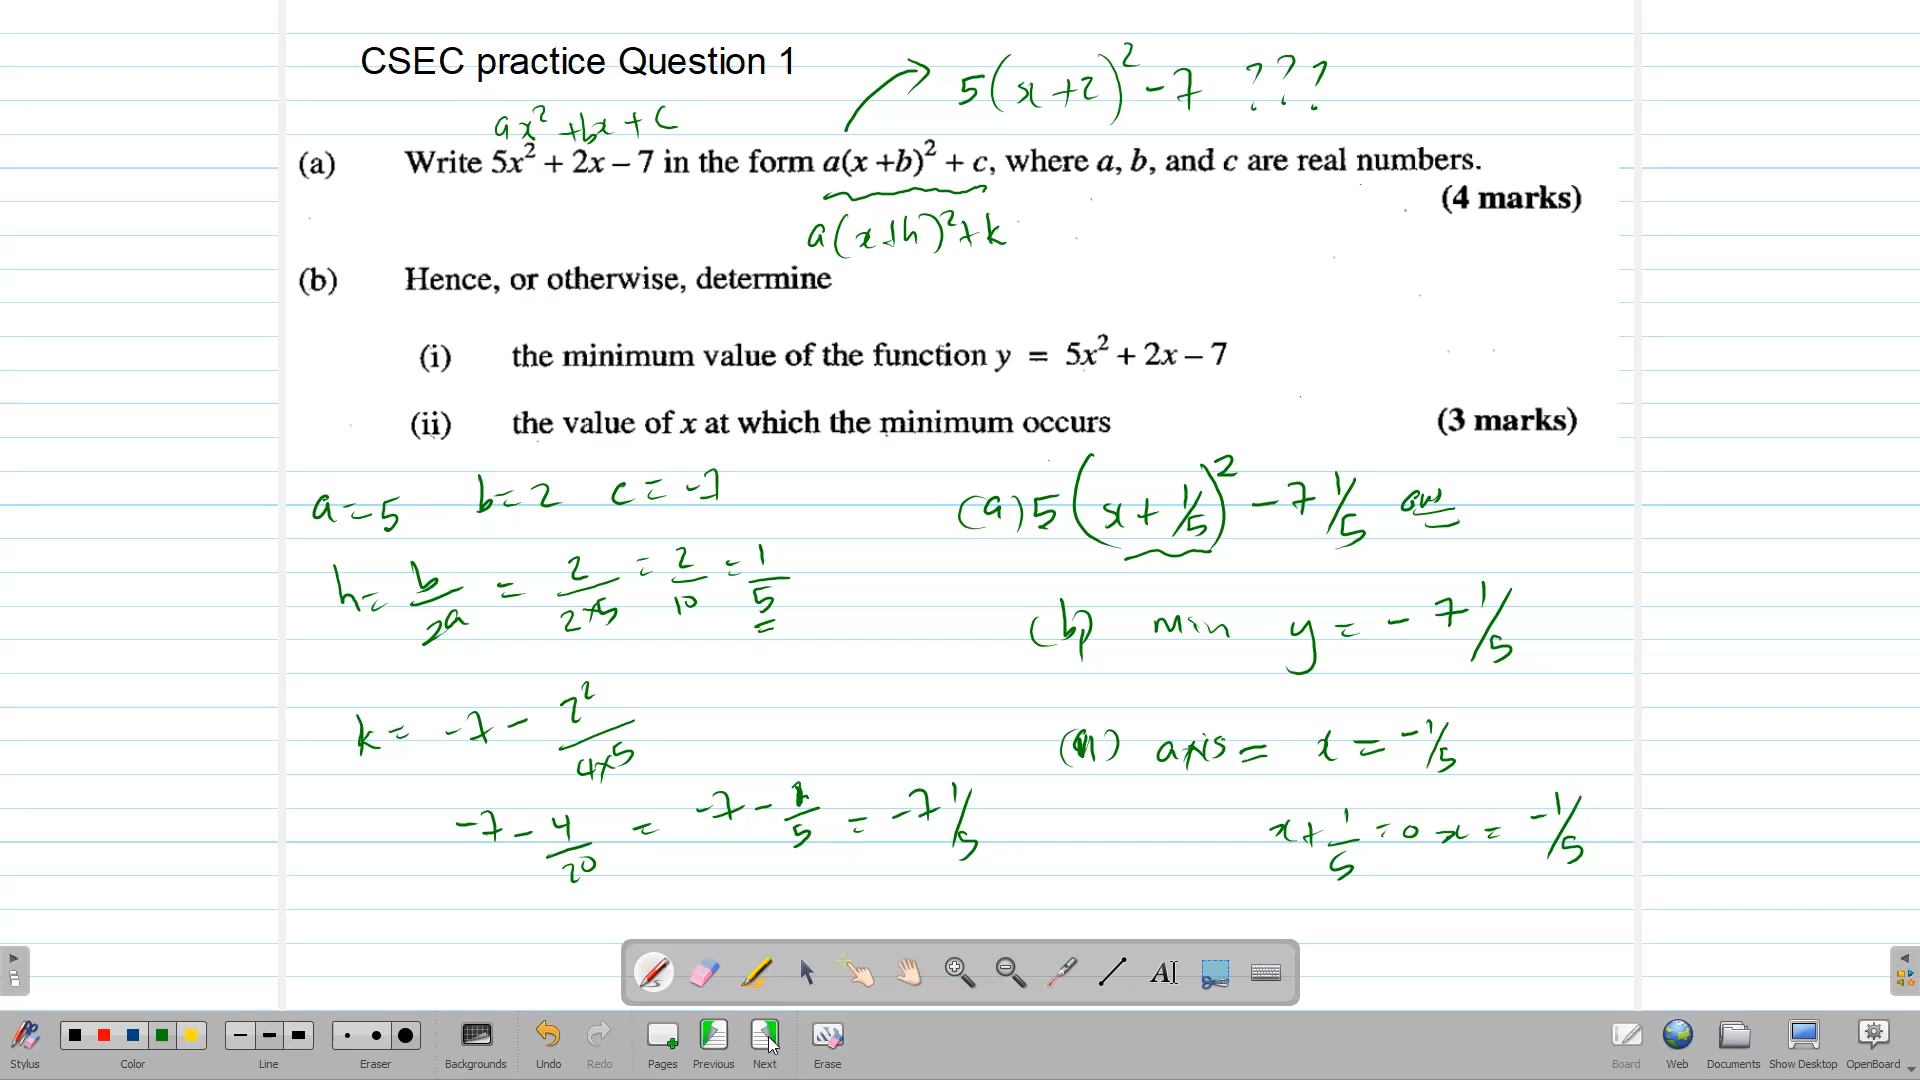 CSEC practice Question 1
5(x+2)² -7 ???
ax² +bx + C
(a) Write 5x² + 2x – 7 in the form a(x +b)² + c, where a, b, and c are real numbers.
(4 marks)
a(x+h)²+k
(b) Hence, or otherwise, determine
(i) the minimum value of the function y = 5x² + 2x – 7
(ii) the value of x at which the minimum occurs (3 marks)
a=5 b=2 c=-7
(a) 5(x+1/5)² -7 1/5 ans
h= b/2a = 2/2×5 = 2/10 = 1/5
(b) min y = -7 1/5
k= -7 - 2²/4×5
(ii) axis = x = -1/5
-7 - 4/20 = -7 - 1/5 = -7 1/5
x+1/5 =0 x = -1/5
Stylus Color Line Eraser Backgrounds Undo Redo Pages Previous Next Erase Board Web Documents Show Desktop OpenBoard